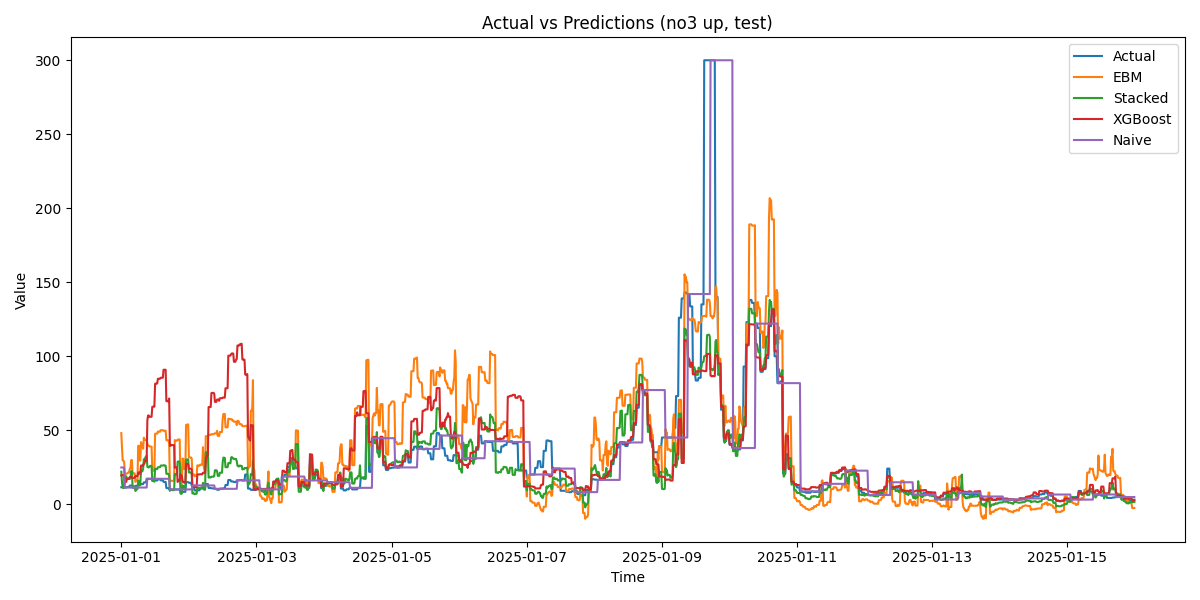 Actual vs Predictions (no3 up, test)
Actual
EBM
Stacked
XGBoost
Naive
300
250
200
150
100
50
0
Value
2025-01-01
2025-01-03
2025-01-05
2025-01-07
2025-01-09
2025-01-11
2025-01-13
2025-01-15
Time